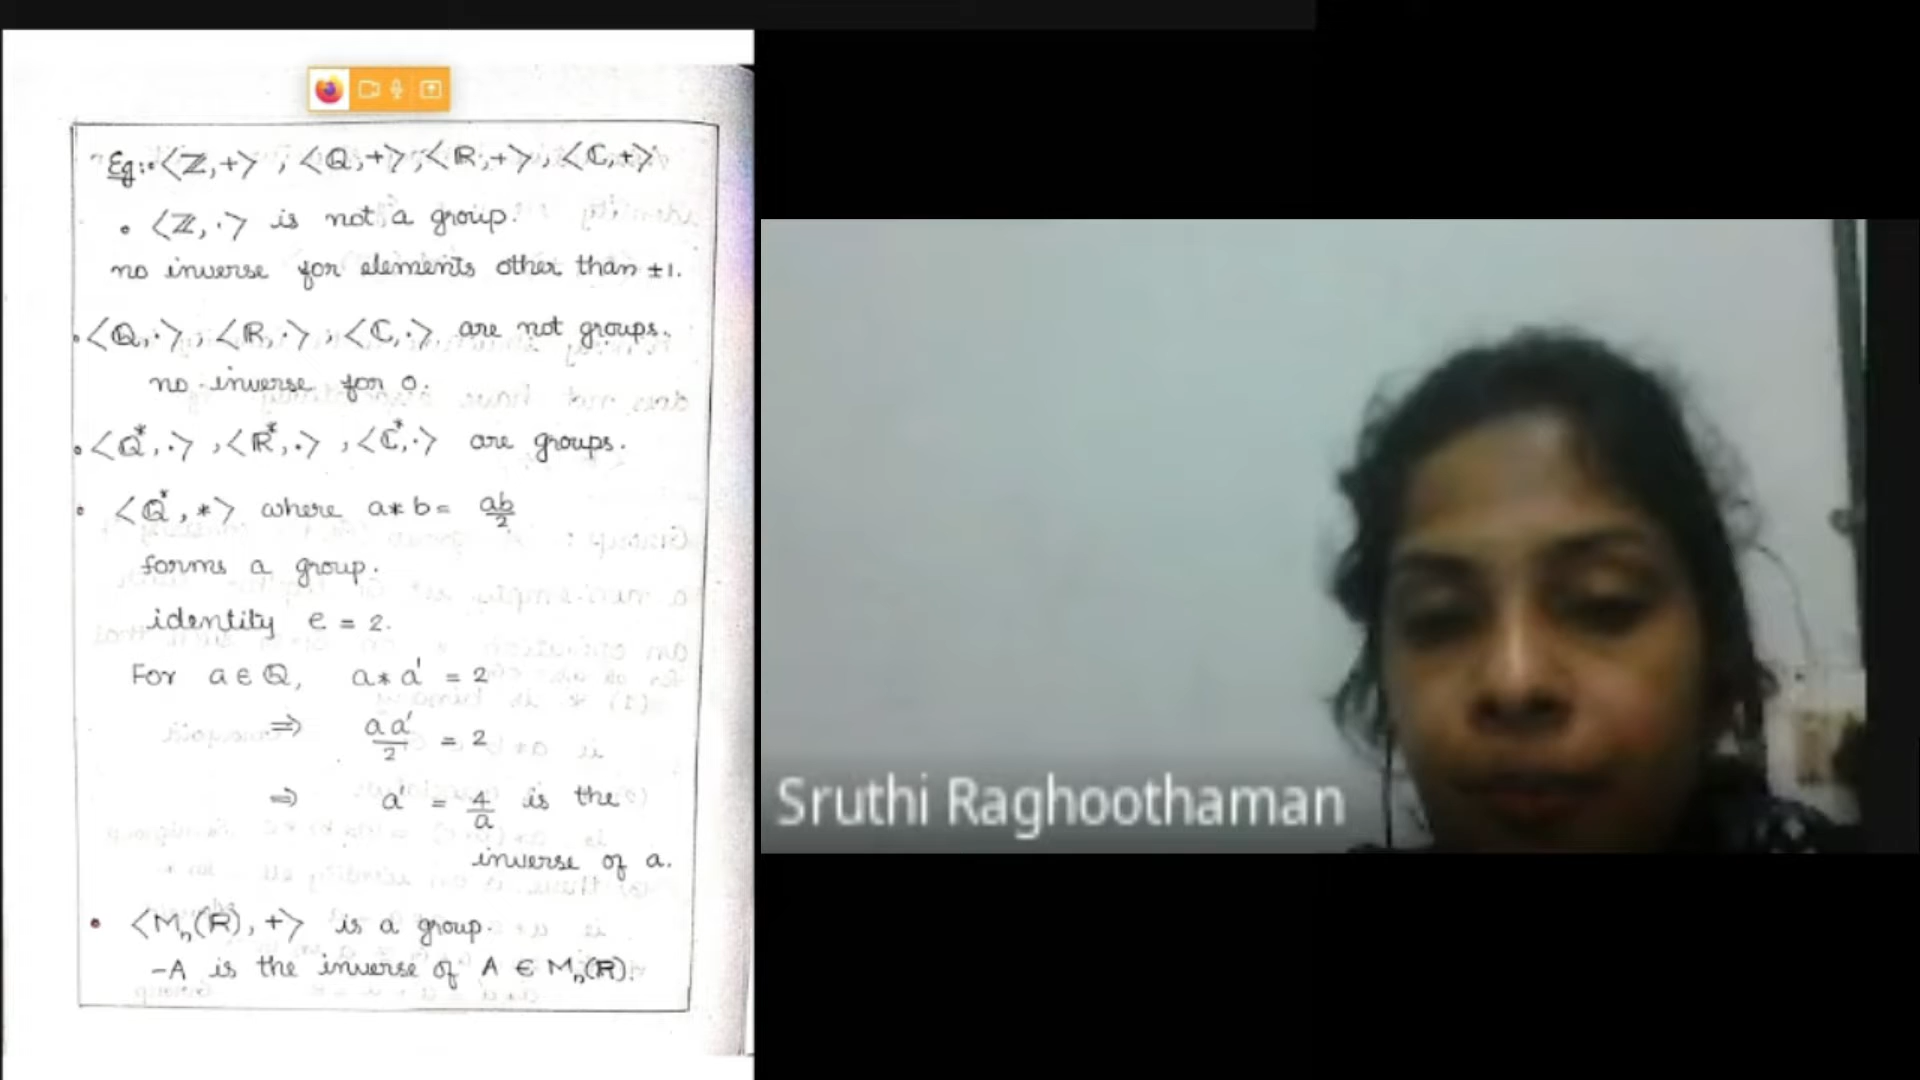 Eg:• <ℤ,+> , <ℚ,+> , <ℝ,+> , <ℂ,+>
• <ℤ,·> is not a group.
no inverse for elements other than ±1.
• <ℚ,·> , <ℝ,·> , <ℂ,·> are not groups.
no inverse for 0.
• <ℚ*,·> , <ℝ*,·> , <ℂ*,·> are groups.
• <ℚ*,*> where a*b = ab/2
forms a group.
identity e = 2.
For a ∈ ℚ, a * a' = 2
⇒ aa'/2 = 2
⇒ a' = 4/a is the
inverse of a.
• <Mₙ(ℝ), +> is a group.
-A is the inverse of A ∈ Mₙ(ℝ).
Sruthi Raghoothaman